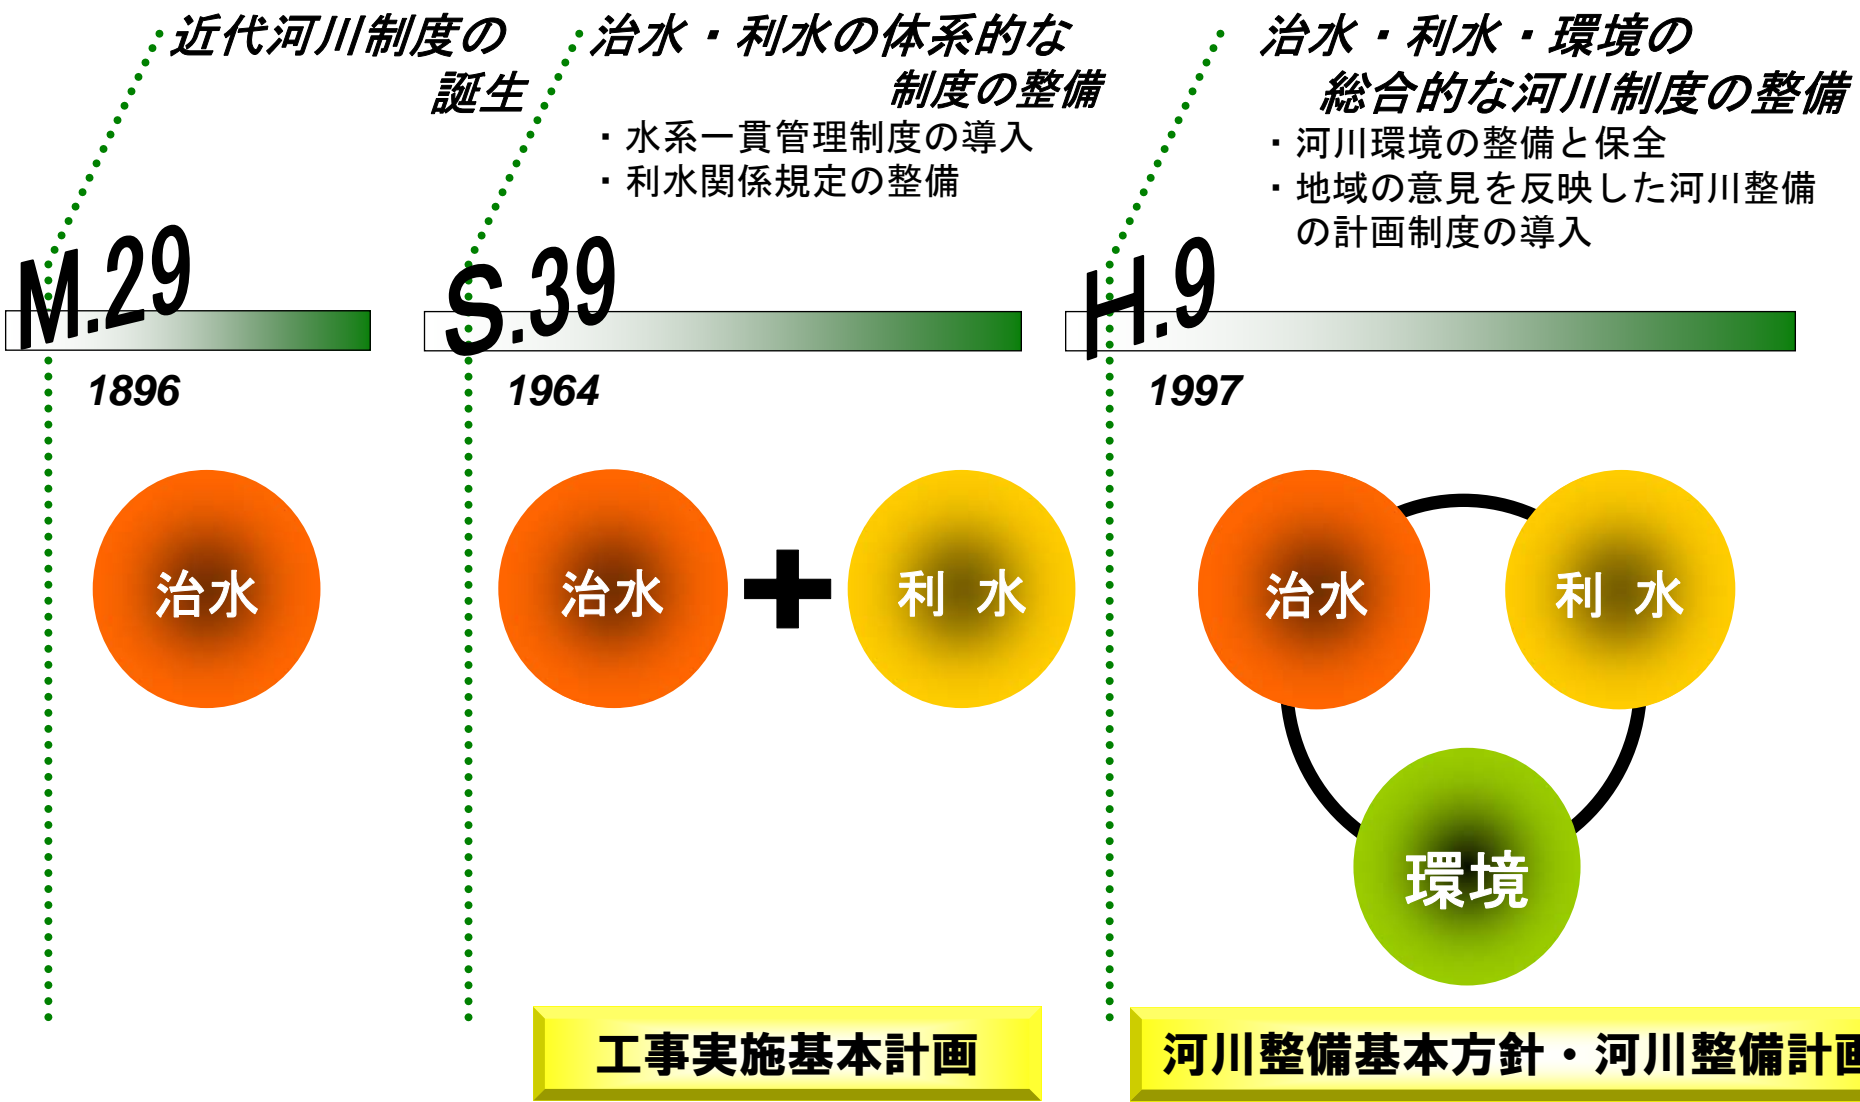 近代河川制度の
誕生
M.29
1896
治水
治水・利水の体系的な
制度の整備
・水系一貫管理制度の導入
・利水関係規定の整備
S.39
1964
治水
+
利 水
工事実施基本計画
治水・利水・環境の
総合的な河川制度の整備
・河川環境の整備と保全
・地域の意見を反映した河川整備
の計画制度の導入
H.9
1997
治水
利 水
環境
河川整備基本方針・河川整備計画